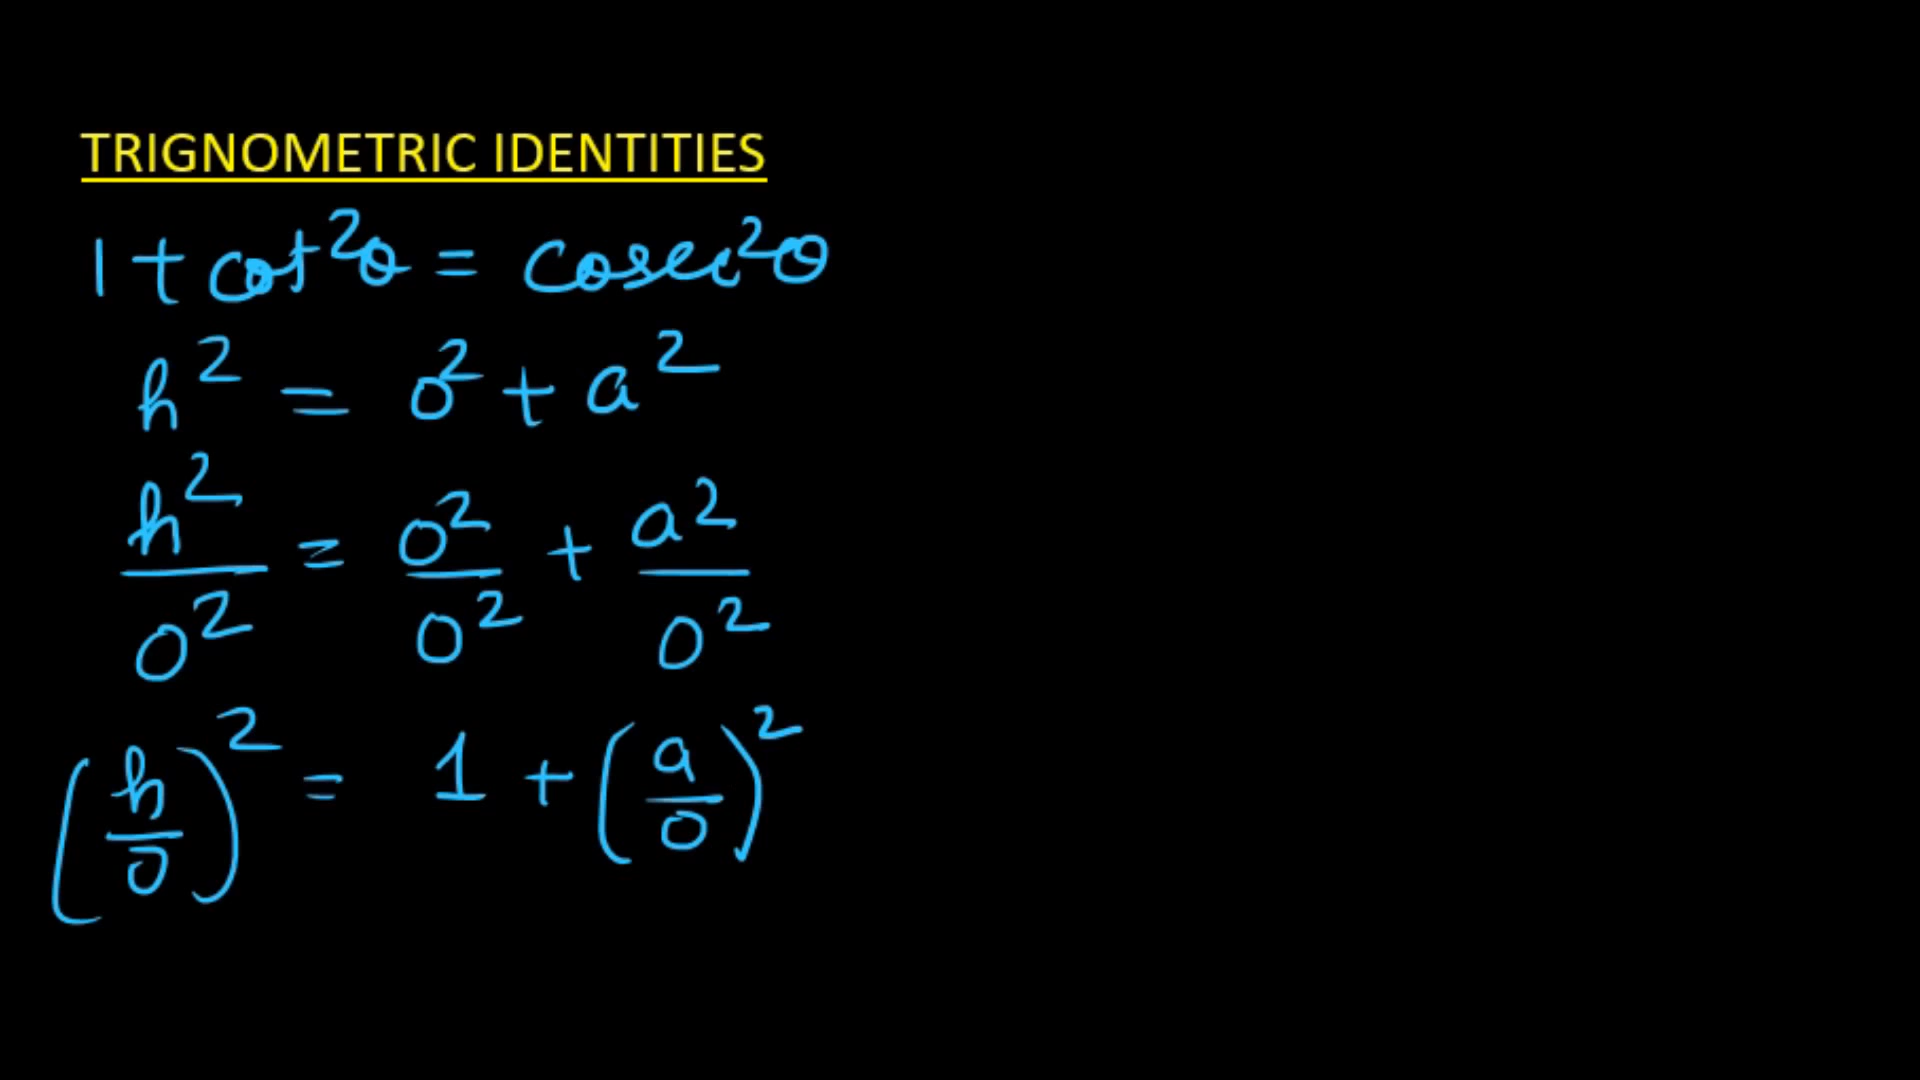 TRIGNOMETRIC IDENTITIES
1 + cot²θ = cosec²θ
h² = o² + a²
h²/o² = o²/o² + a²/o²
(h/o)² = 1 + (a/o)²